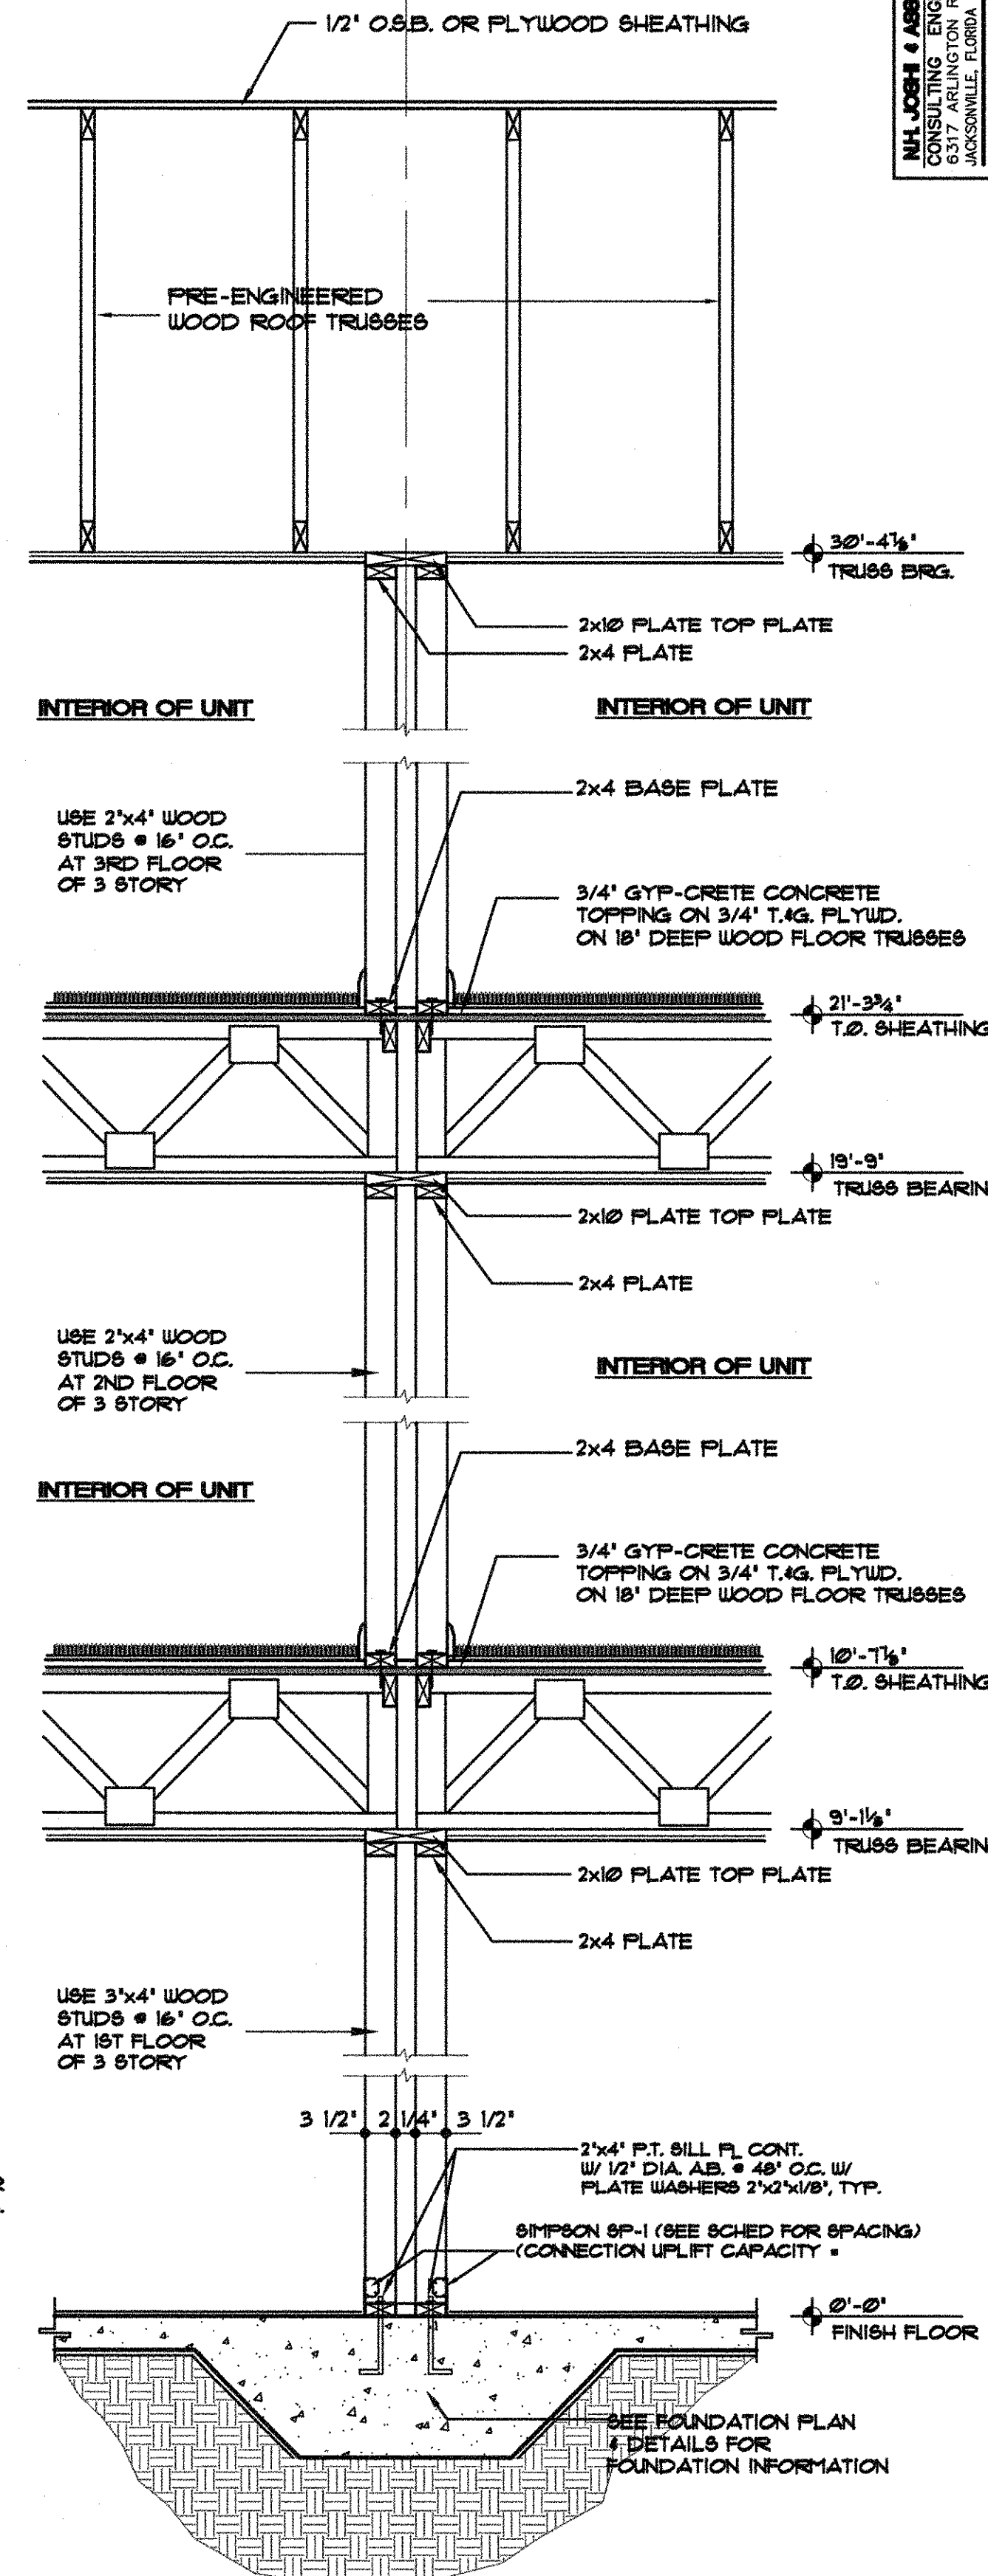 1/2" O.S.B. OR PLYWOOD SHEATHING
N.H. JOSHI & ASS
CONSULTING ENG
6317 ARLINGTON R
JACKSONVILLE, FLORIDA
PRE-ENGINEERED
WOOD ROOF TRUSSES
30'-4⅞"
TRUSS BRG.
2x10 PLATE TOP PLATE
2x4 PLATE
INTERIOR OF UNIT
INTERIOR OF UNIT
2x4 BASE PLATE
USE 2"x4" WOOD
STUDS @ 16" O.C.
AT 3RD FLOOR
OF 3 STORY
3/4" GYP-CRETE CONCRETE
TOPPING ON 3/4" T.&G. PLYWD.
ON 18" DEEP WOOD FLOOR TRUSSES
21'-3¾"
T.O. SHEATHING
19'-9"
TRUSS BEARIN
2x10 PLATE TOP PLATE
2x4 PLATE
USE 2"x4" WOOD
STUDS @ 16" O.C.
AT 2ND FLOOR
OF 3 STORY
INTERIOR OF UNIT
2x4 BASE PLATE
INTERIOR OF UNIT
3/4" GYP-CRETE CONCRETE
TOPPING ON 3/4" T.&G. PLYWD.
ON 18" DEEP WOOD FLOOR TRUSSES
10'-7⅛"
T.O. SHEATHING
9'-1⅛"
TRUSS BEARIN
2x10 PLATE TOP PLATE
2x4 PLATE
USE 3"x4" WOOD
STUDS @ 16" O.C.
AT 1ST FLOOR
OF 3 STORY
3 1/2" 2 1/4" 3 1/2"
2"x4" P.T. SILL PL CONT.
W/ 1/2" DIA. A.B. @ 48" O.C. W/
PLATE WASHERS 2"x2"x1/8", TYP.
SIMPSON SP-1 (SEE SCHED FOR SPACING)
(CONNECTION UPLIFT CAPACITY =
0'-0"
FINISH FLOOR
SEE FOUNDATION PLAN
& DETAILS FOR
FOUNDATION INFORMATION